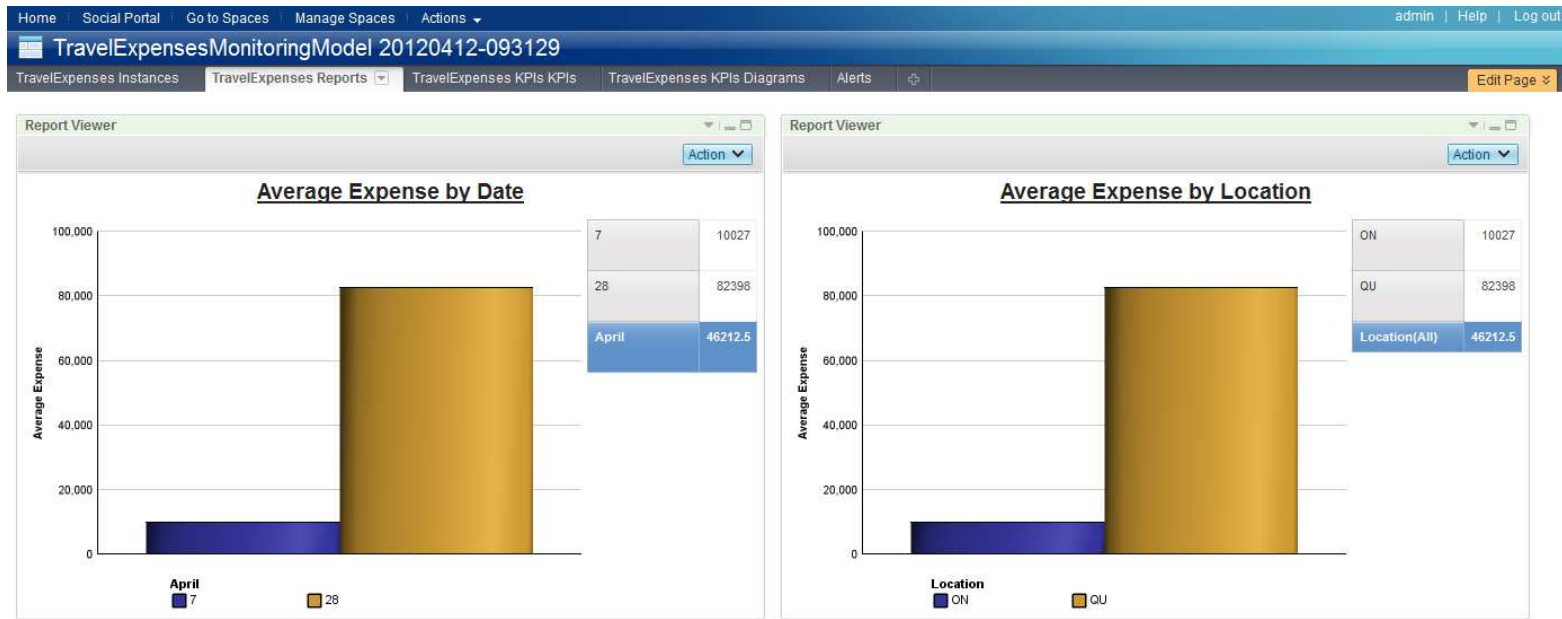 Home Social Portal Go to Spaces Manage Spaces Actions admin | Help | Log out
TravelExpensesMonitoringModel 20120412-093129
TravelExpenses Instances TravelExpenses Reports TravelExpenses KPIs KPIs TravelExpenses KPIs Diagrams Alerts Edit Page
Report Viewer
Action
Average Expense by Date
100,000
80,000
60,000
40,000
20,000
0
Average Expense
7 10027
28 82398
April 46212.5
April
7 28
Report Viewer
Action
Average Expense by Location
100,000
80,000
60,000
40,000
20,000
0
Average Expense
ON 10027
QU 82398
Location(All) 46212.5
Location
ON QU